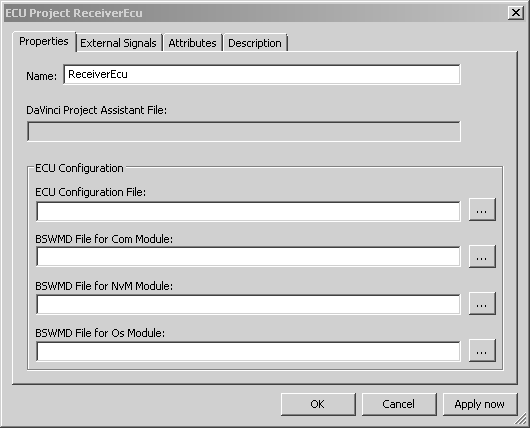 ECU Project ReceiverEcu
Properties External Signals Attributes Description
Name: ReceiverEcu
DaVinci Project Assistant File:
ECU Configuration
ECU Configuration File:
...
BSWMD File for Com Module:
...
BSWMD File for NvM Module:
...
BSWMD File for Os Module:
...
OK Cancel Apply now